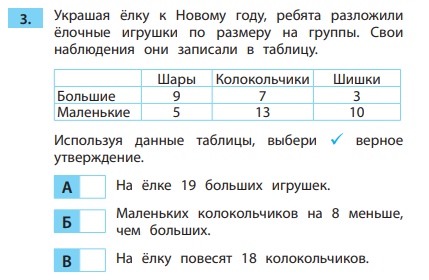 3. Украшая ёлку к Новому году, ребята разложили
ёлочные игрушки по размеру на группы. Свои
наблюдения они записали в таблицу.
Шары Колокольчики Шишки
Большие 9 7 3
Маленькие 5 13 10
Используя данные таблицы, выбери ✓ верное
утверждение.
А На ёлке 19 больших игрушек.
Б Маленьких колокольчиков на 8 меньше,
чем больших.
В На ёлку повесят 18 колокольчиков.